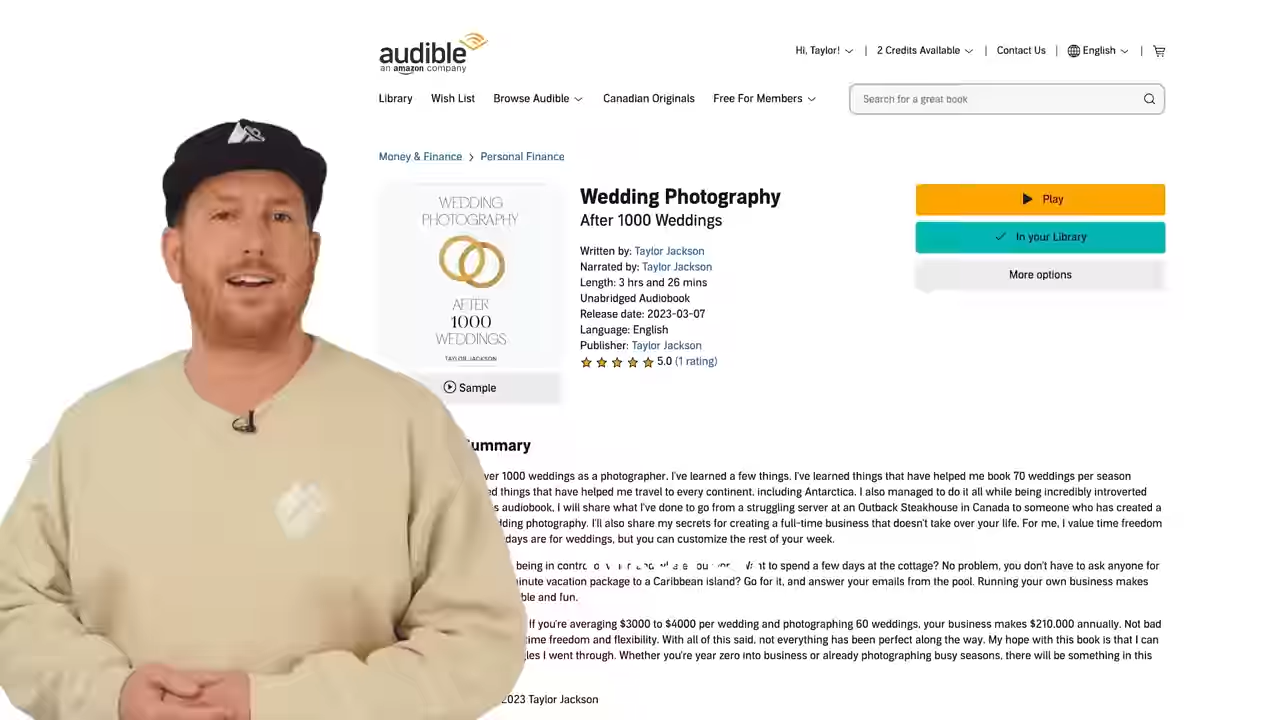 audible
an amazon company
Hi, Taylor!
2 Credits Available
Contact Us
English
Library
Wish List
Browse Audible
Canadian Originals
Free For Members
Search for a great book
Money & Finance > Personal Finance
WEDDING
PHOTOGRAPHY
AFTER
1000
WEDDINGS
TAYLOR JACKSON
Sample
Wedding Photography
After 1000 Weddings
Written by: Taylor Jackson
Narrated by: Taylor Jackson
Length: 3 hrs and 26 mins
Unabridged Audiobook
Release date: 2023-03-07
Language: English
Publisher: Taylor Jackson
5.0 (1 rating)
Play
In your Library
More options
ummary
1000 weddings as a photographer. I've learned a few things. I've learned things that have helped me book 70 weddings per season
things that have helped me travel to every continent, including Antarctica. I also managed to do it all while being incredibly introverted
audiobook, I will share what I've done to go from a struggling server at an Outback Steakhouse in Canada to someone who has created a
photography. I'll also share my secrets for creating a full-time business that doesn't take over your life. For me, I value time freedom
days are for weddings, but you can customize the rest of your week.
being in control to spend a few days at the cottage? No problem, you don't have to ask anyone for
vacation package to a Caribbean island? Go for it, and answer your emails from the pool. Running your own business makes
and fun.
If you're averaging $3000 to $4000 per wedding and photographing 60 weddings, your business makes $210.000 annually. Not bad
freedom and flexibility. With all of this said, not everything has been perfect along the way. My hope with this book is that I can
I went through. Whether you're year zero into business or already photographing busy seasons, there will be something in this
2023 Taylor Jackson